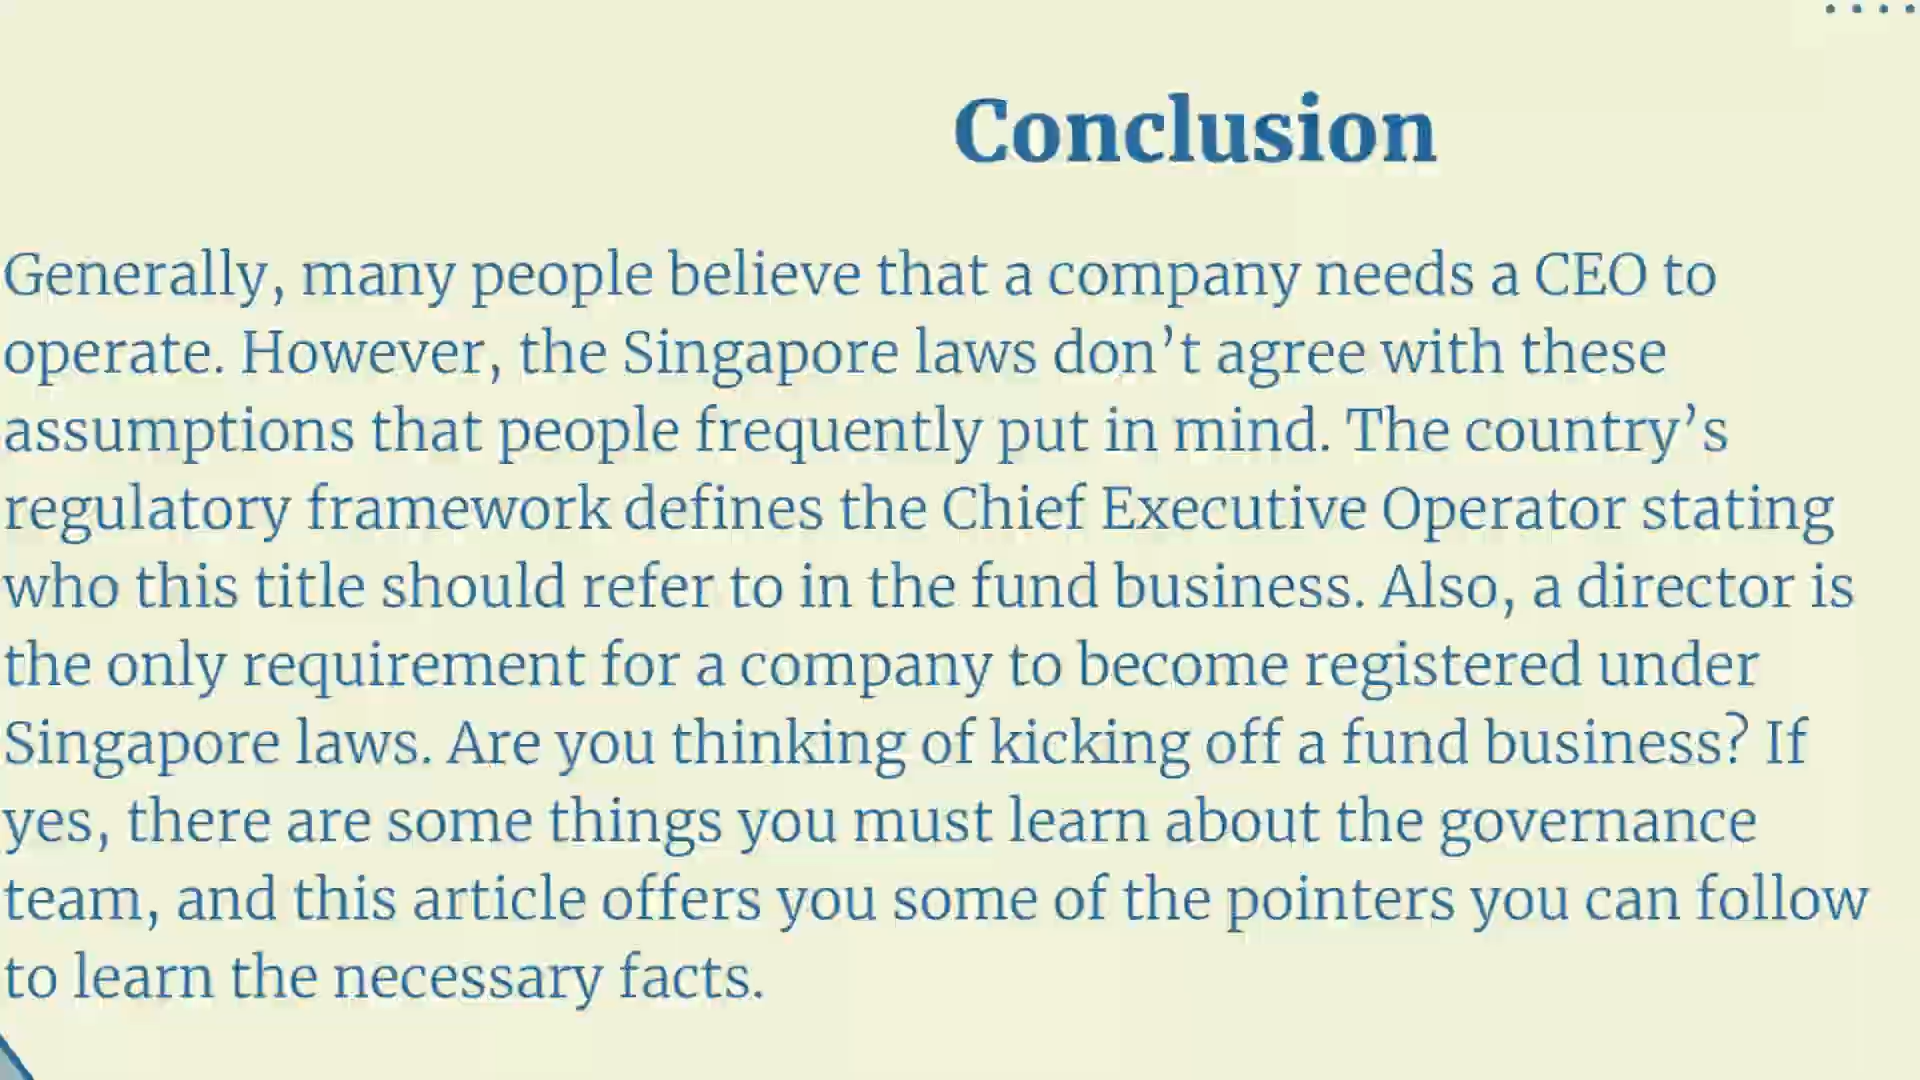 Conclusion
Generally, many people believe that a company needs a CEO to
operate. However, the Singapore laws don’t agree with these
assumptions that people frequently put in mind. The country’s
regulatory framework defines the Chief Executive Operator stating
who this title should refer to in the fund business. Also, a director is
the only requirement for a company to become registered under
Singapore laws. Are you thinking of kicking off a fund business? If
yes, there are some things you must learn about the governance
team, and this article offers you some of the pointers you can follow
to learn the necessary facts.